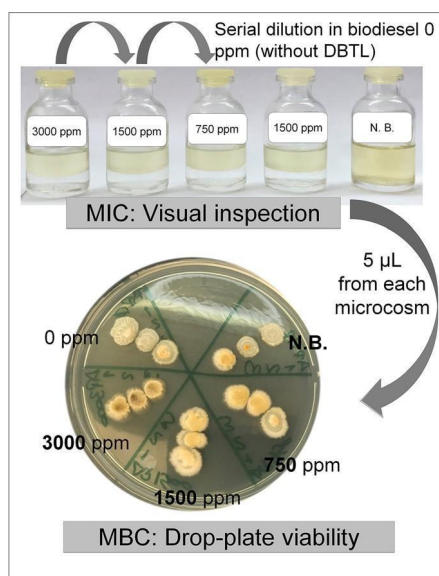 Serial dilution in biodiesel 0
ppm (without DBTL)
3000 ppm
1500 ppm
750 ppm
1500 ppm
N. B.
MIC: Visual inspection
5 µL
from each
microcosm
0 ppm
N.B.
3000 ppm
750 ppm
1500 ppm
MBC: Drop-plate viability